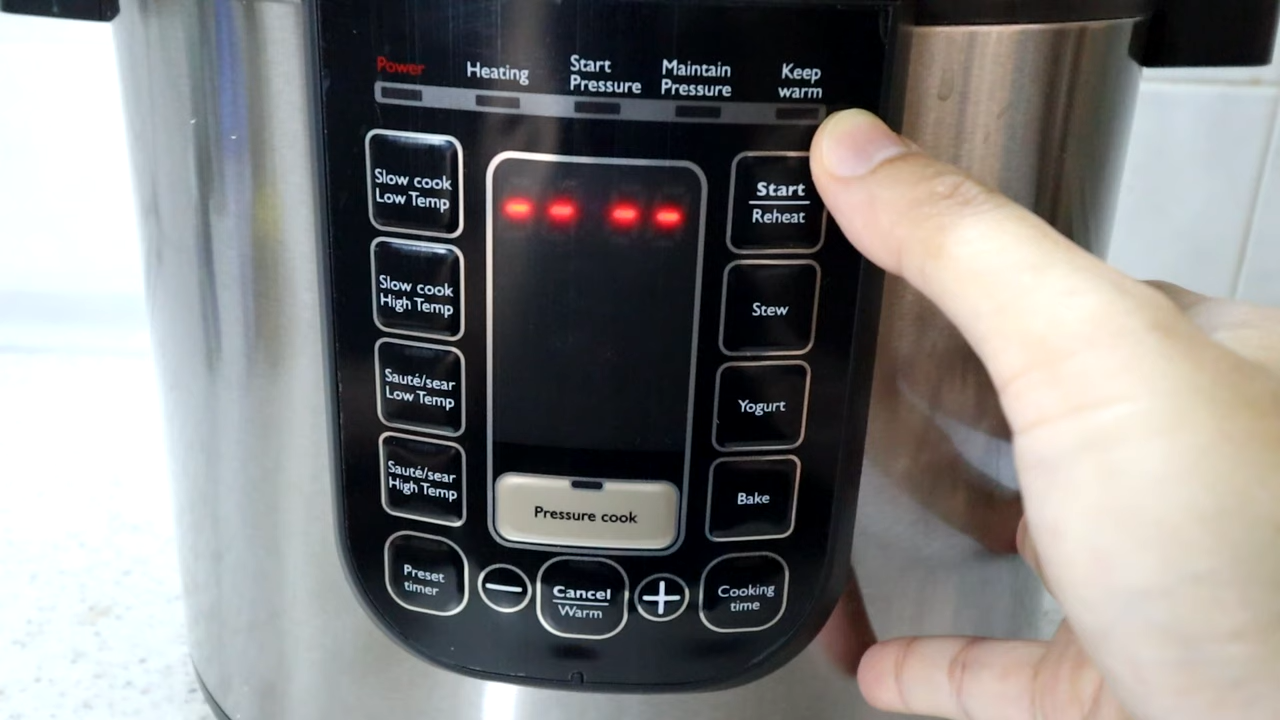 Power
Heating
Start
Pressure
Maintain
Pressure
Keep
warm
Slow cook
Low Temp
Start
Reheat
Slow cook
High Temp
Stew
Sauté/sear
Low Temp
Yogurt
Sauté/sear
High Temp
Bake
Pressure cook
Preset
timer
Cancel
Warm
Cooking
time